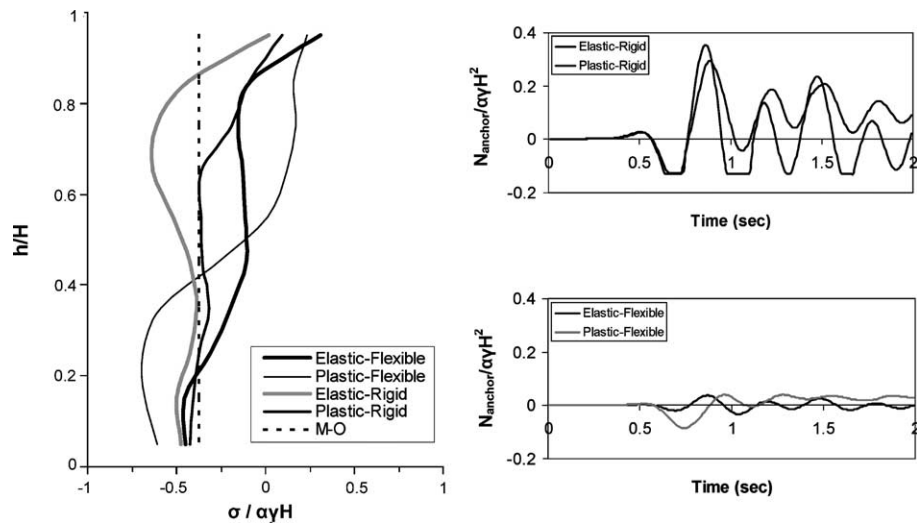 h/H
1
0.8
0.6
0.4
0.2
0
-1
-0.5
0
0.5
1
σ / αγH
Elastic-Flexible
Plastic-Flexible
Elastic-Rigid
Plastic-Rigid
M-O
N_anchor/αγH²
0.4
0.2
0
-0.2
0
0.5
1
1.5
2
Elastic-Rigid
Plastic-Rigid
Time (sec)
N_anchor/αγH²
0.4
0.2
0
-0.2
0
0.5
1
1.5
2
Elastic-Flexible
Plastic-Flexible
Time (sec)